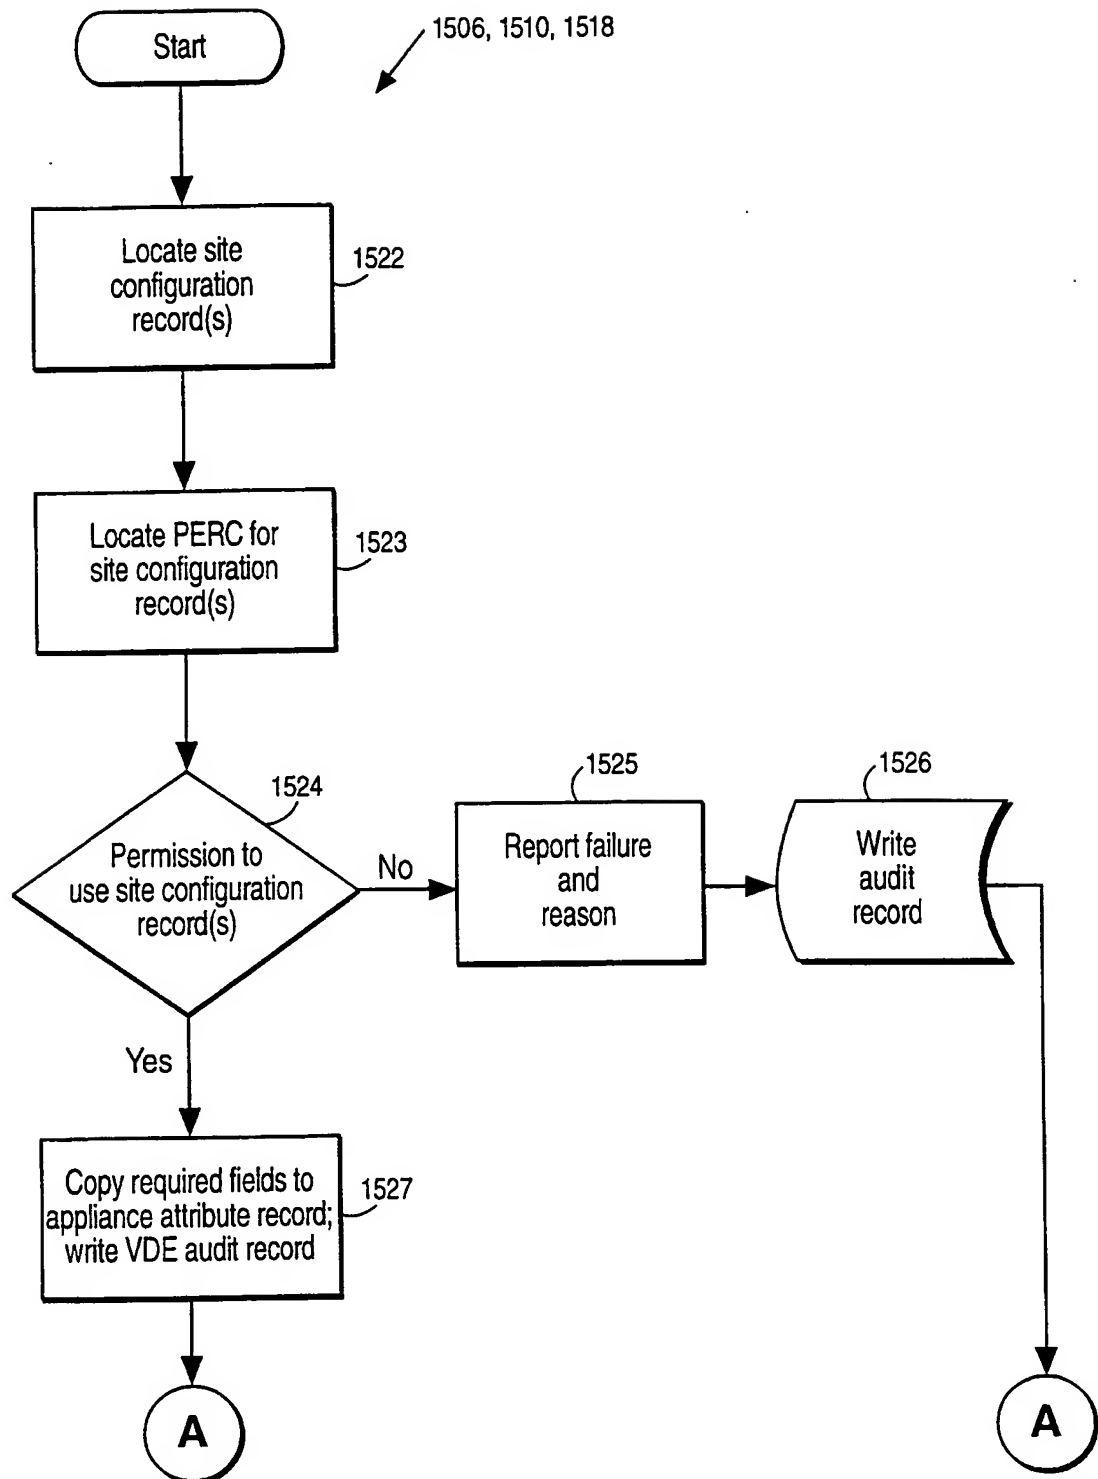 Start
1506, 1510, 1518
Locate site
configuration
record(s)
1522
Locate PERC for
site configuration
record(s)
1523
1524
Permission to
use site configuration
record(s)
No
1525
Report failure
and
reason
1526
Write
audit
record
Yes
Copy required fields to
appliance attribute record;
write VDE audit record
1527
A
A